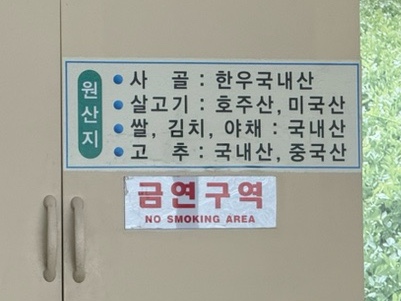 원산지
사 골 : 한우국내산
살고기 : 호주산, 미국산
쌀, 김치, 야채 : 국내산
고 추 : 국내산, 중국산
금연구역
NO SMOKING AREA